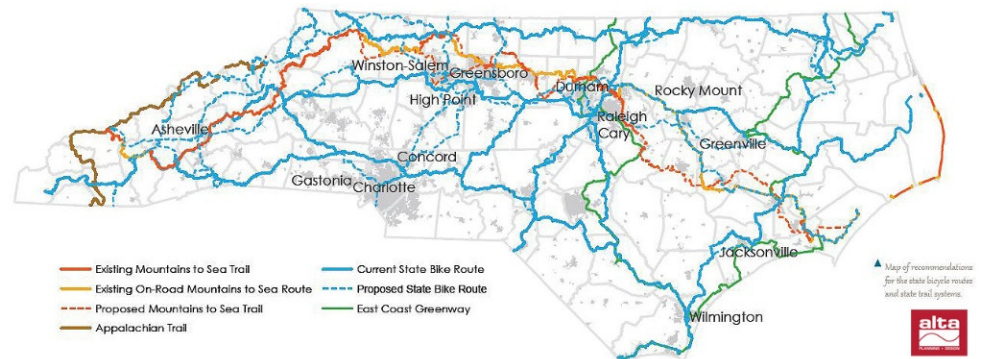 Winston-Salem
Greensboro
High Point
Durham
Rocky Mount
Raleigh
Cary
Asheville
Greenville
Concord
Gastonia
Charlotte
Jacksonville
Wilmington
Existing Mountains to Sea Trail
Existing On-Road Mountains to Sea Route
Proposed Mountains to Sea Trail
Appalachian Trail
Current State Bike Route
Proposed State Bike Route
East Coast Greenway
Map of recommendations
for the state bicycle routes
and state trail systems.
alta
PLANNING + DESIGN